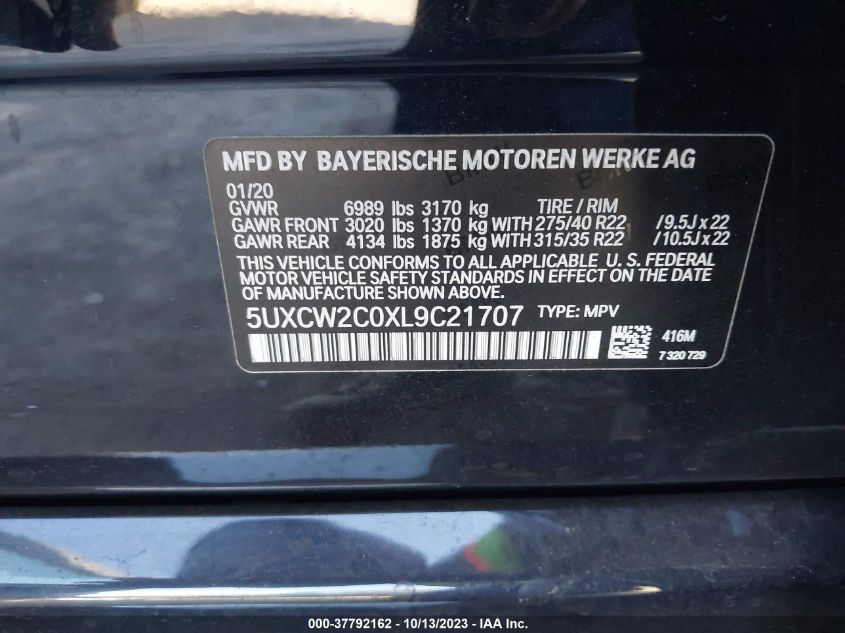 MFD BY BAYERISCHE MOTOREN WERKE AG
01/20
GVWR 6989 lbs 3170 kg TIRE / RIM
GAWR FRONT 3020 lbs 1370 kg WITH 275/40 R22 /9.5J x 22
GAWR REAR 4134 lbs 1875 kg WITH 315/35 R22 /10.5J x 22
THIS VEHICLE CONFORMS TO ALL APPLICABLE U. S. FEDERAL
MOTOR VEHICLE SAFETY STANDARDS IN EFFECT ON THE DATE
OF MANUFACTURE SHOWN ABOVE.
5UXCW2C0XL9C21707 TYPE: MPV
416M
7 320 729
000-37792162 - 10/13/2023 - IAA Inc.